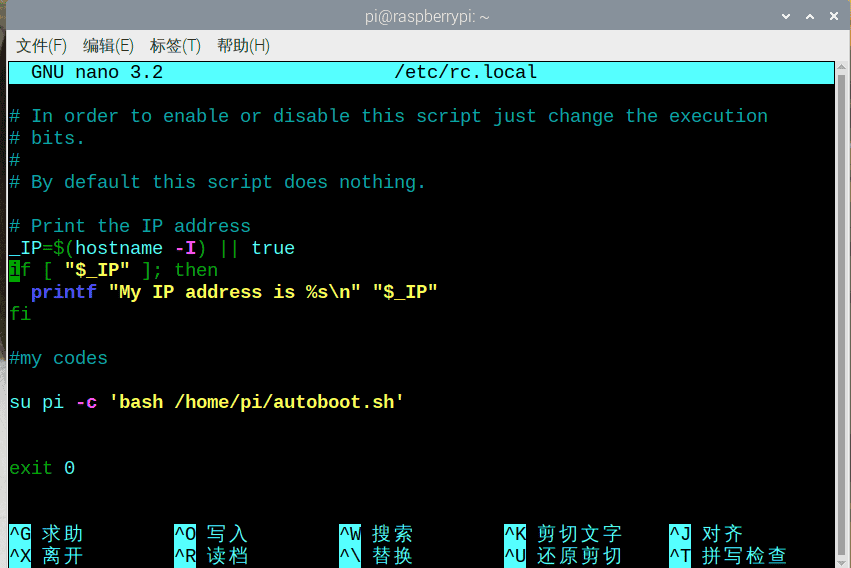 pi@raspberrypi: ~
文件(F) 编辑(E) 标签(T) 帮助(H)
GNU nano 3.2 /etc/rc.local
# In order to enable or disable this script just change the execution
# bits.
#
# By default this script does nothing.
# Print the IP address
_IP=$(hostname -I) || true
if [ "$_IP" ]; then
printf "My IP address is %s\n" "$_IP"
fi
#my codes
su pi -c 'bash /home/pi/autoboot.sh'
exit 0
^G 求助 ^O 写入 ^W 搜索 ^K 剪切文字 ^J 对齐
^X 离开 ^R 读档 ^\ 替换 ^U 还原剪切 ^T 拼写检查